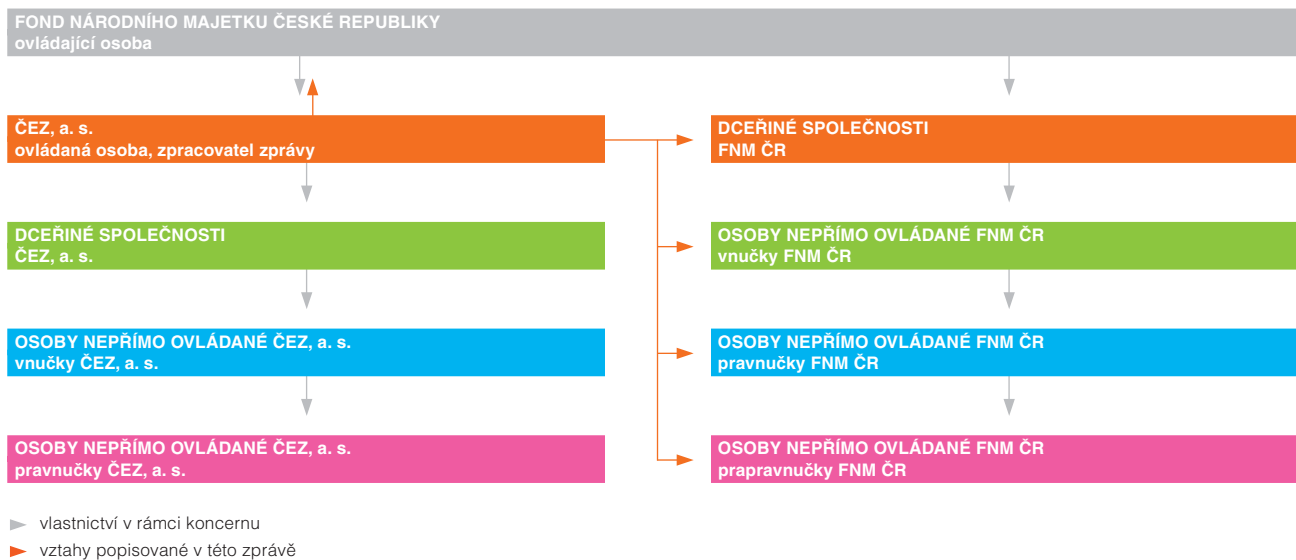 FOND NÁRODNÍHO MAJETKU ČESKÉ REPUBLIKY
ovládající osoba
ČEZ, a. s.
ovládaná osoba, zpracovatel zprávy
DCEŘINÉ SPOLEČNOSTI
FNM ČR
DCEŘINÉ SPOLEČNOSTI
ČEZ, a. s.
OSOBY NEPŘÍMO OVLÁDANÉ FNM ČR
vnučky FNM ČR
OSOBY NEPŘÍMO OVLÁDANÉ ČEZ, a. s.
vnučky ČEZ, a. s.
OSOBY NEPŘÍMO OVLÁDANÉ FNM ČR
pravnučky FNM ČR
OSOBY NEPŘÍMO OVLÁDANÉ ČEZ, a. s.
pravnučky ČEZ, a. s.
OSOBY NEPŘÍMO OVLÁDANÉ FNM ČR
prapravnučky FNM ČR
vlastnictví v rámci koncernu
vztahy popisované v této zprávě